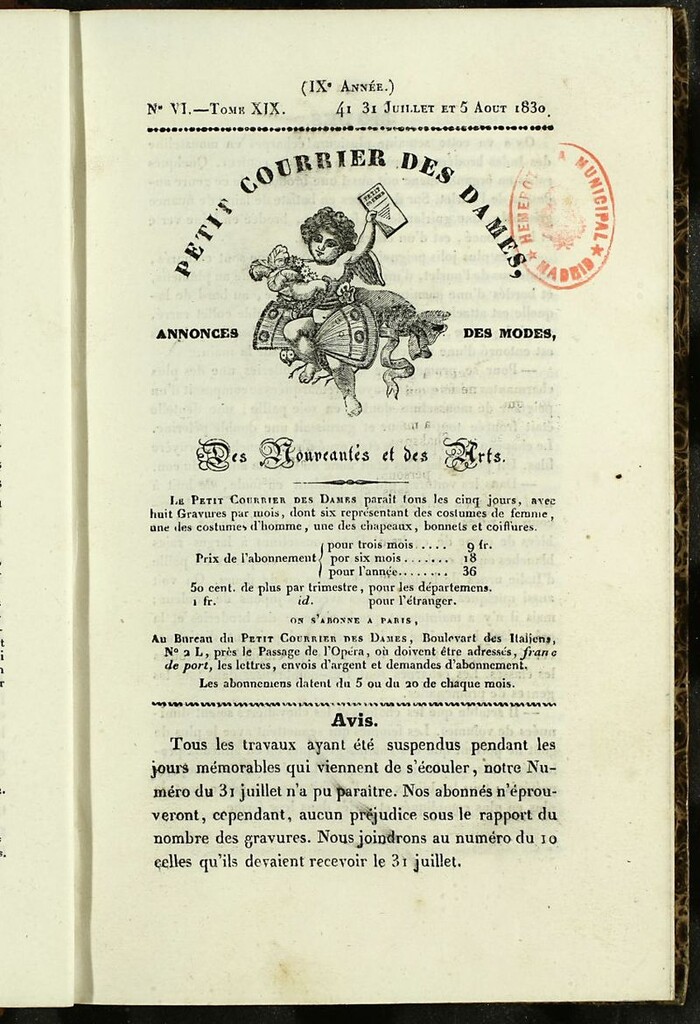 (IXᵉ Année.)
Nº VI.—Tome XIX. 41 31 Juillet et 5 Aout 1830.
PETIT COURRIER DES DAMES,
PETIT
HEMEROT A MUNICIPAL
★ MADRID ★
ANNONCES DES MODES,
Des Nouveautés et des Arts.
Le Petit Courrier des Dames paraît tous les cinq jours, avec
huit Gravures par mois, dont six représentant des costumes de femme,
une des costumes d'homme, une des chapeaux, bonnets et coiffures.
Prix de l'abonnement
pour trois mois..... 9 fr.
por six mois....... 18
pour l'année........ 36
50 cent. de plus par trimestre, pour les départemens.
1 fr. id. pour l'étranger.
ON S'ABONNE A PARIS,
Au Bureau du Petit Courrier des Dames, Boulevart des Italiens,
Nº 2 L, près le Passage de l'Opéra, où doivent être adressés, franc
de port, les lettres, envois d'argent et demandes d'abonnement.
Les abonnemens datent du 5 ou du 20 de chaque mois.
Avis.
Tous les travaux ayant été suspendus pendant les
jours mémorables qui viennent de s'écouler, notre Nu-
méro du 31 juillet n'a pu paraître. Nos abonnés n'éprou-
veront, cependant, aucun préjudice sous le rapport du
nombre des gravures. Nous joindrons au numéro du 10
celles qu'ils devaient recevoir le 31 juillet.